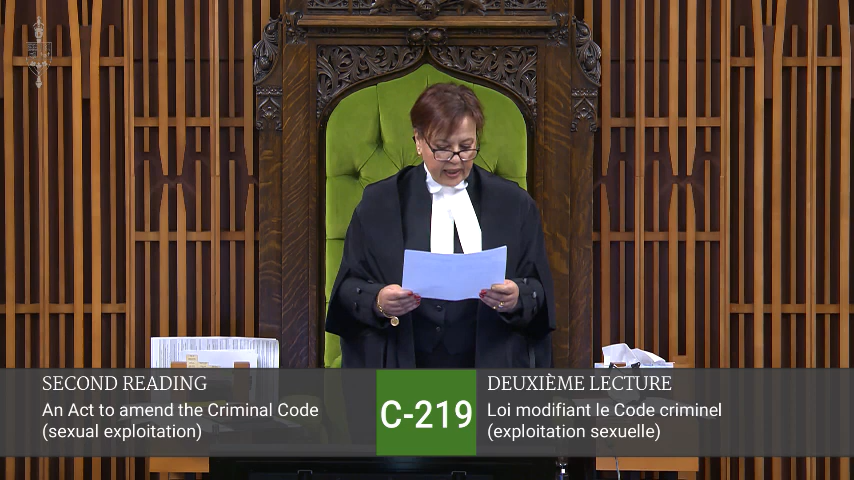 SECOND READING
An Act to amend the Criminal Code
(sexual exploitation)
C-219
DEUXIÈME LECTURE
Loi modifiant le Code criminel
(exploitation sexuelle)